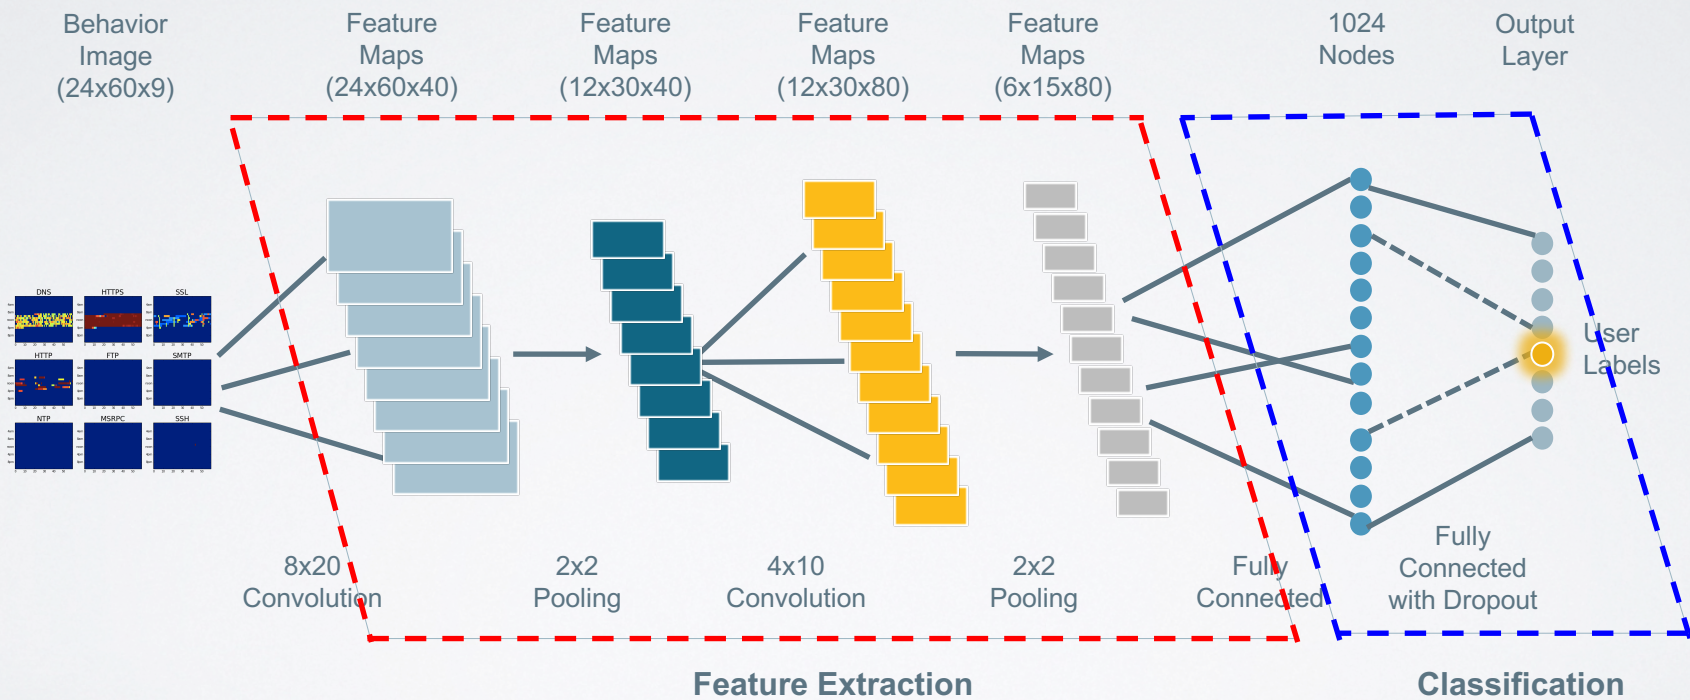 Behavior
Image
(24x60x9)
Feature
Maps
(24x60x40)
Feature
Maps
(12x30x40)
Feature
Maps
(12x30x80)
Feature
Maps
(6x15x80)
1024
Nodes
Output
Layer
DNS
HTTPS
SSL
HTTP
FTP
SMTP
NTP
MSRPC
SSH
User
Labels
8x20
Convolution
2x2
Pooling
4x10
Convolution
2x2
Pooling
Fully
Connected
Fully
Connected
with Dropout
Feature Extraction
Classification